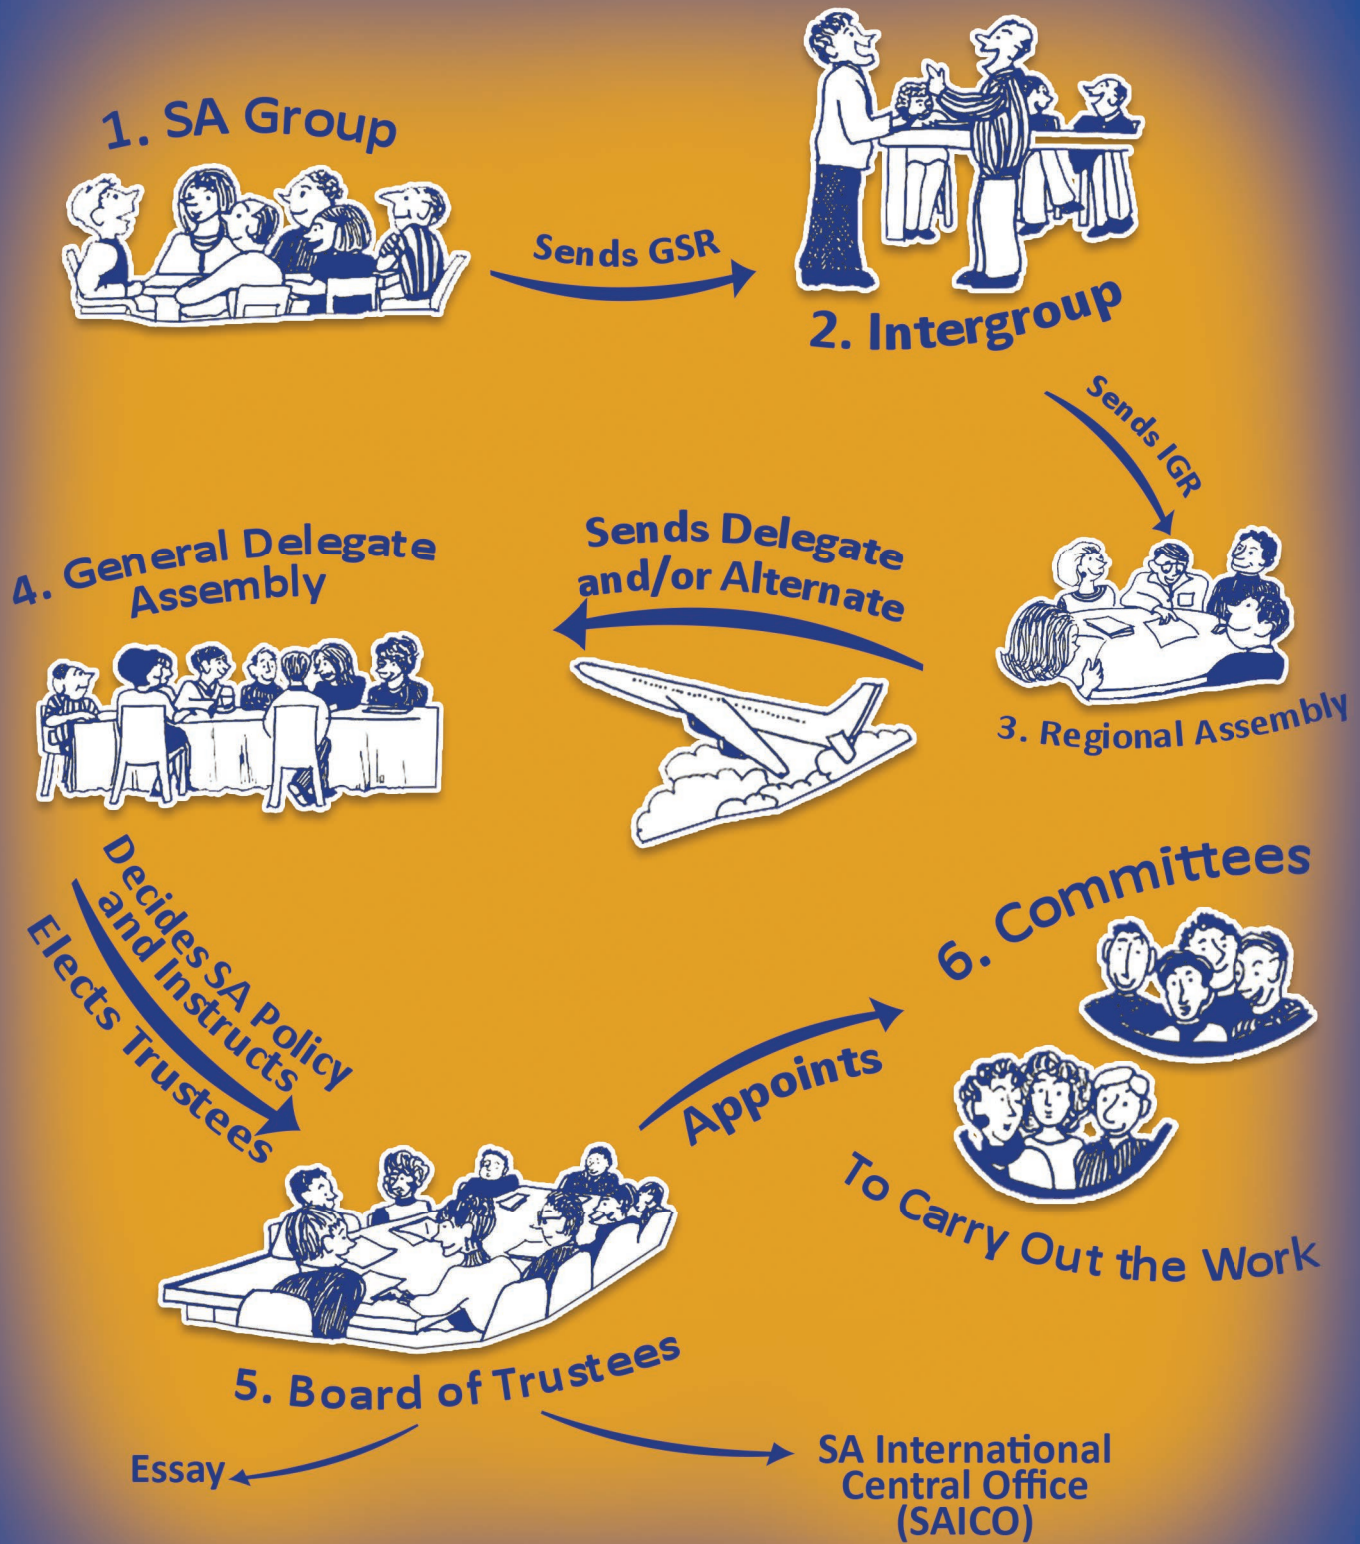 1. SA Group
Sends GSR
2. Intergroup
Sends IGR
3. Regional Assembly
Sends Delegate
and/or Alternate
4. General Delegate
Assembly
Decides SA Policy
and Instructs
Elects Trustees
5. Board of Trustees
Appoints
6. Committees
To Carry Out the Work
Essay
SA International
Central Office
(SAICO)